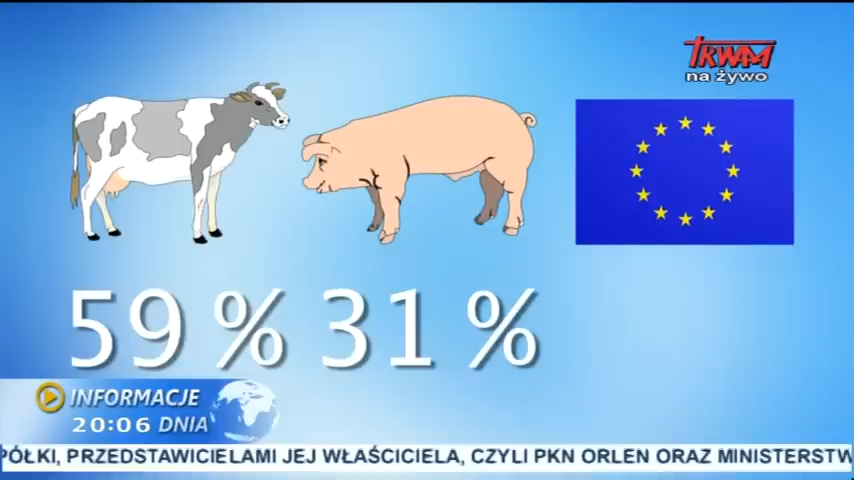 TRWAM
na żywo
59 % 31 %
INFORMACJE
20:06 DNIA
PÓŁKI, PRZEDSTAWICIELAMI JEJ WŁAŚCICIELA, CZYLI PKN ORLEN ORAZ MINISTERSTW